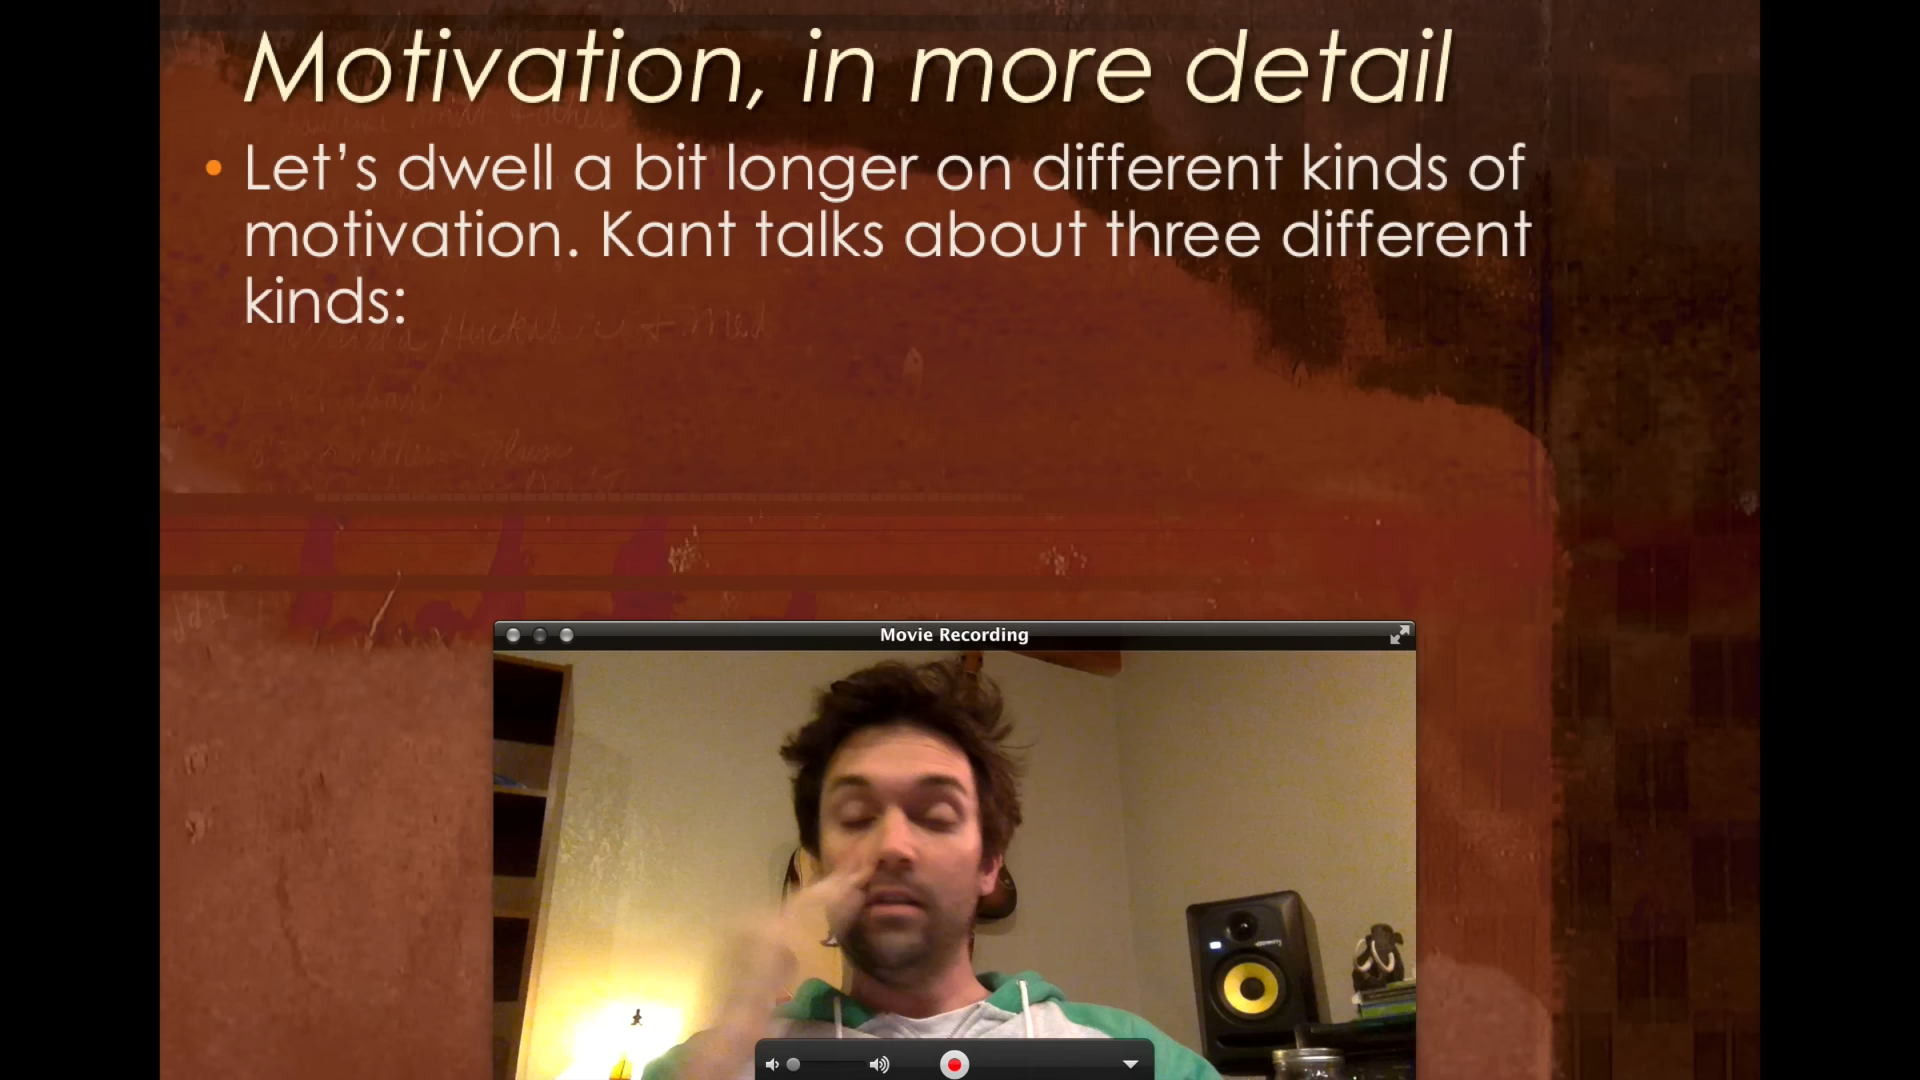 Motivation, in more detail
• Let’s dwell a bit longer on different kinds of
motivation. Kant talks about three different
kinds:
Movie Recording